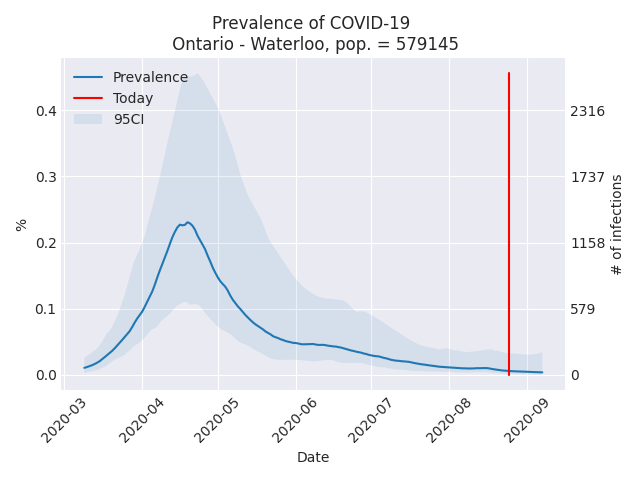 Prevalence of COVID-19
Ontario - Waterloo, pop. = 579145
Prevalence
Today
95CI
0.4
0.3
0.2
0.1
0.0
%
2316
1737
1158
579
0
# of infections
2020-03
2020-04
2020-05
2020-06
2020-07
2020-08
2020-09
Date